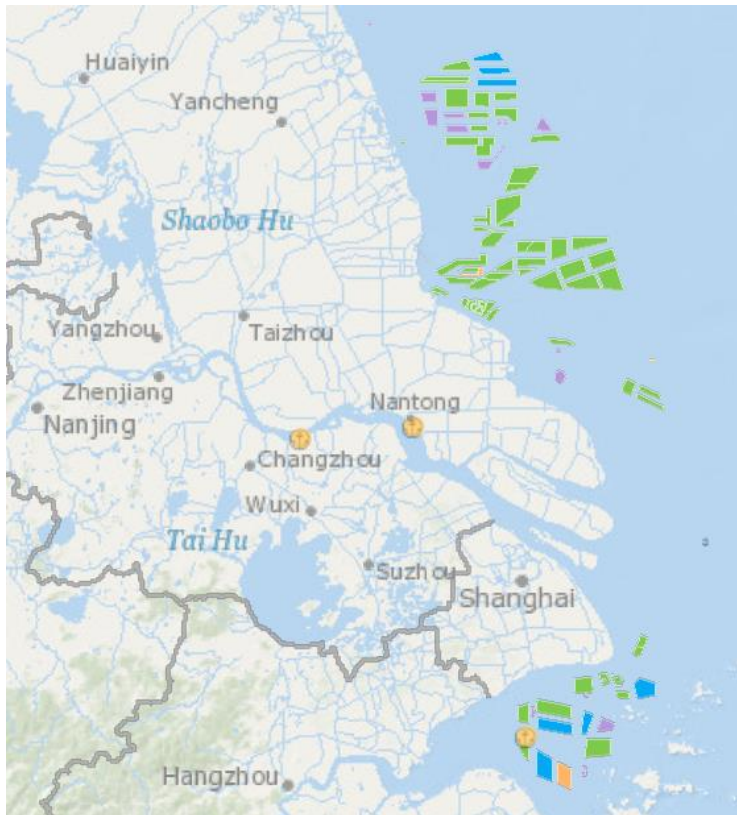 Huaiyin
Yancheng
Shaobo Hu
Yangzhou
Taizhou
Zhenjiang
Nantong
Nanjing
Changzhou
Wuxi
Tai Hu
Suzhou
Shanghai
Hangzhou